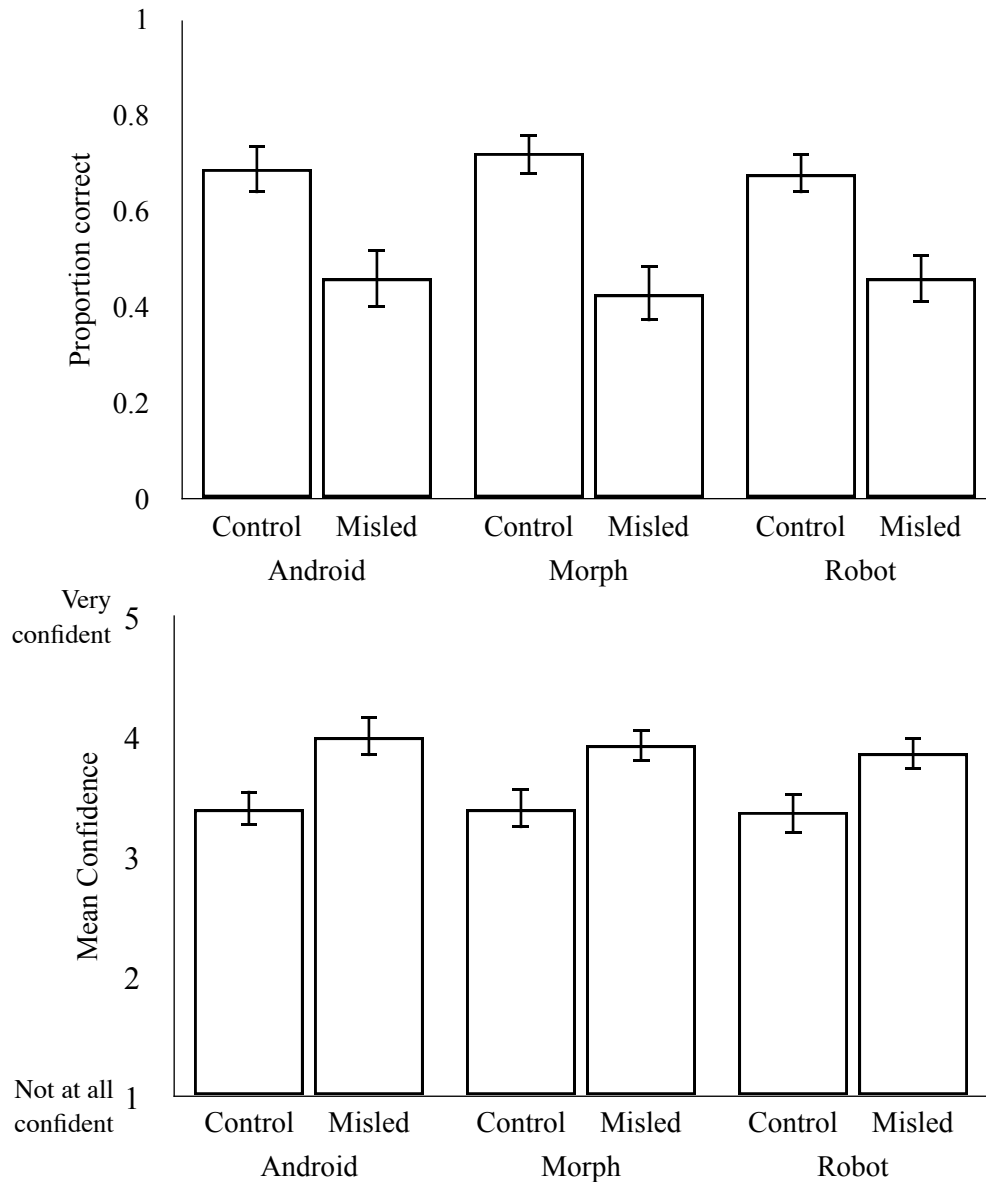 1
0.8
0.6
0.4
0.2
0
Proportion correct
Control Misled Control Misled Control Misled
Android Morph Robot
Very
confident
5
4
3
2
1
Mean Confidence
Not at all
confident
Control Misled Control Misled Control Misled
Android Morph Robot